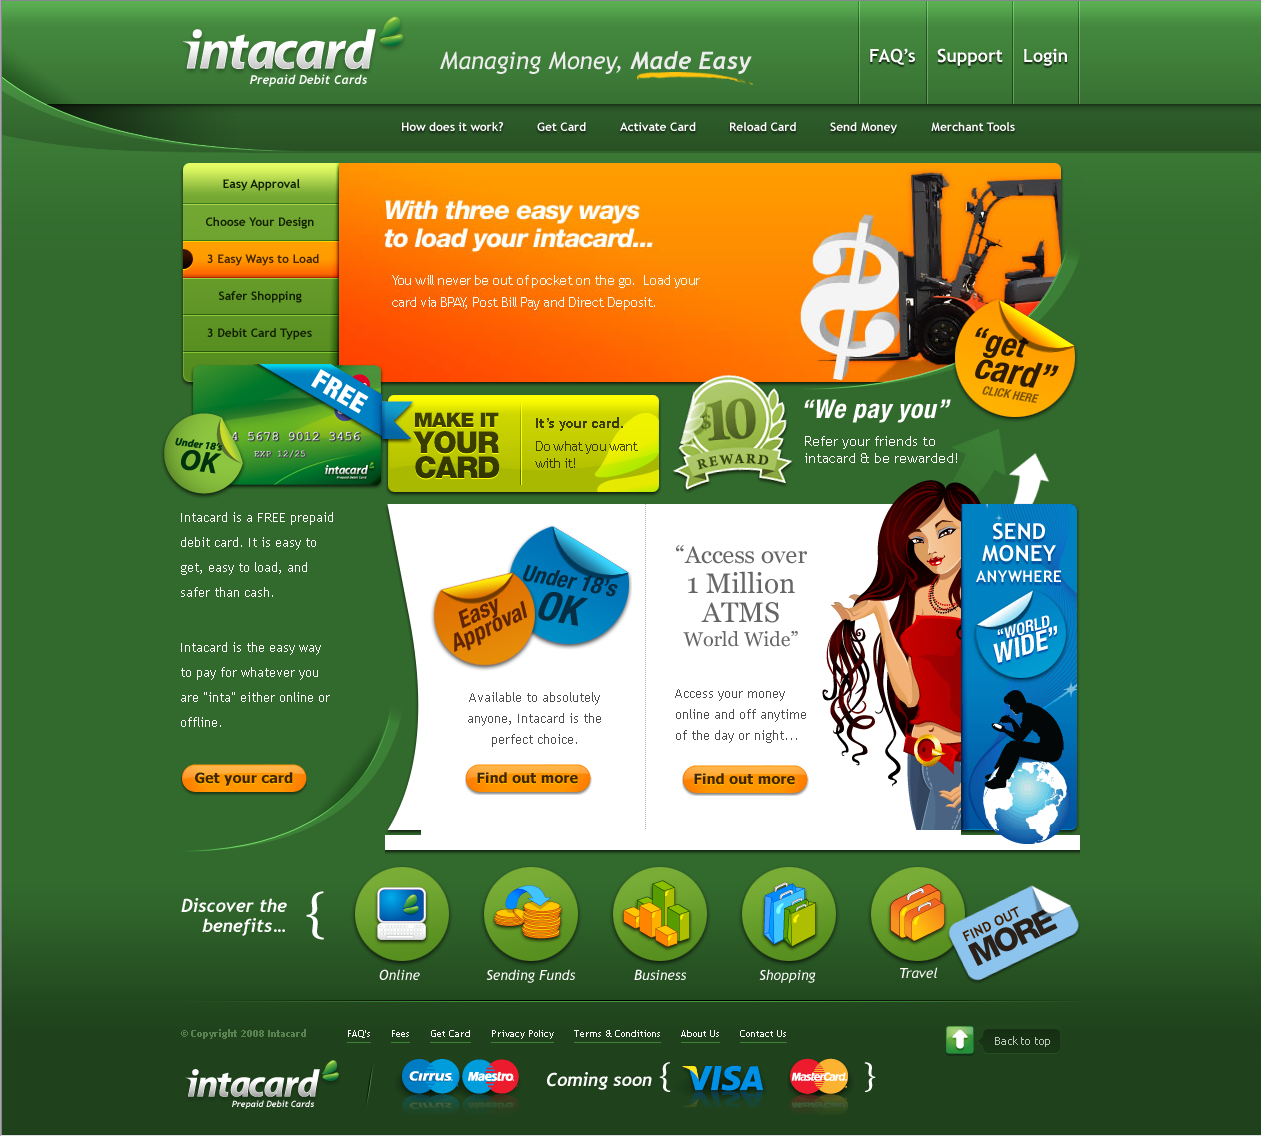 intacard
Prepaid Debit Cards
Managing Money, Made Easy
FAQ's
Support
Login
How does it work?
Get Card
Activate Card
Reload Card
Send Money
Merchant Tools
Easy Approval
Choose Your Design
3 Easy Ways to Load
Safer Shopping
3 Debit Card Types
With three easy ways
to load your intacard...
You will never be out of pocket on the go. Load your
card via BPAY, Post Bill Pay and Direct Deposit.
"get
card"
CLICK HERE
FREE
Under 18's
OK
4 5678 9012 3456
EXP 12/25
intacard
Prepaid Debit Card
MAKE IT
YOUR
CARD
It's your card.
Do what you want
with it!
$10
REWARD
"We pay you"
Refer your friends to
intacard & be rewarded!
Intacard is a FREE prepaid
debit card. It is easy to
get, easy to load, and
safer than cash.
Intacard is the easy way
to pay for whatever you
are "inta" either online or
offline.
Get your card
Easy
Approval
Under 18's
OK
Available to absolutely
anyone, Intacard is the
perfect choice.
Find out more
“Access over
1 Million
ATMS
World Wide”
Access your money
online and off anytime
of the day or night...
Find out more
SEND
MONEY
ANYWHERE
"WORLD
WIDE"
Discover the
benefits... {
Online
Sending Funds
Business
Shopping
Travel
FIND OUT
MORE
© Copyright 2008 Intacard
FAQ's
Fees
Get Card
Privacy Policy
Terms & Conditions
About Us
Contact Us
Back to top
intacard
Prepaid Debit Cards
Cirrus.
Maestro.
Coming soon { VISA MasterCard. }